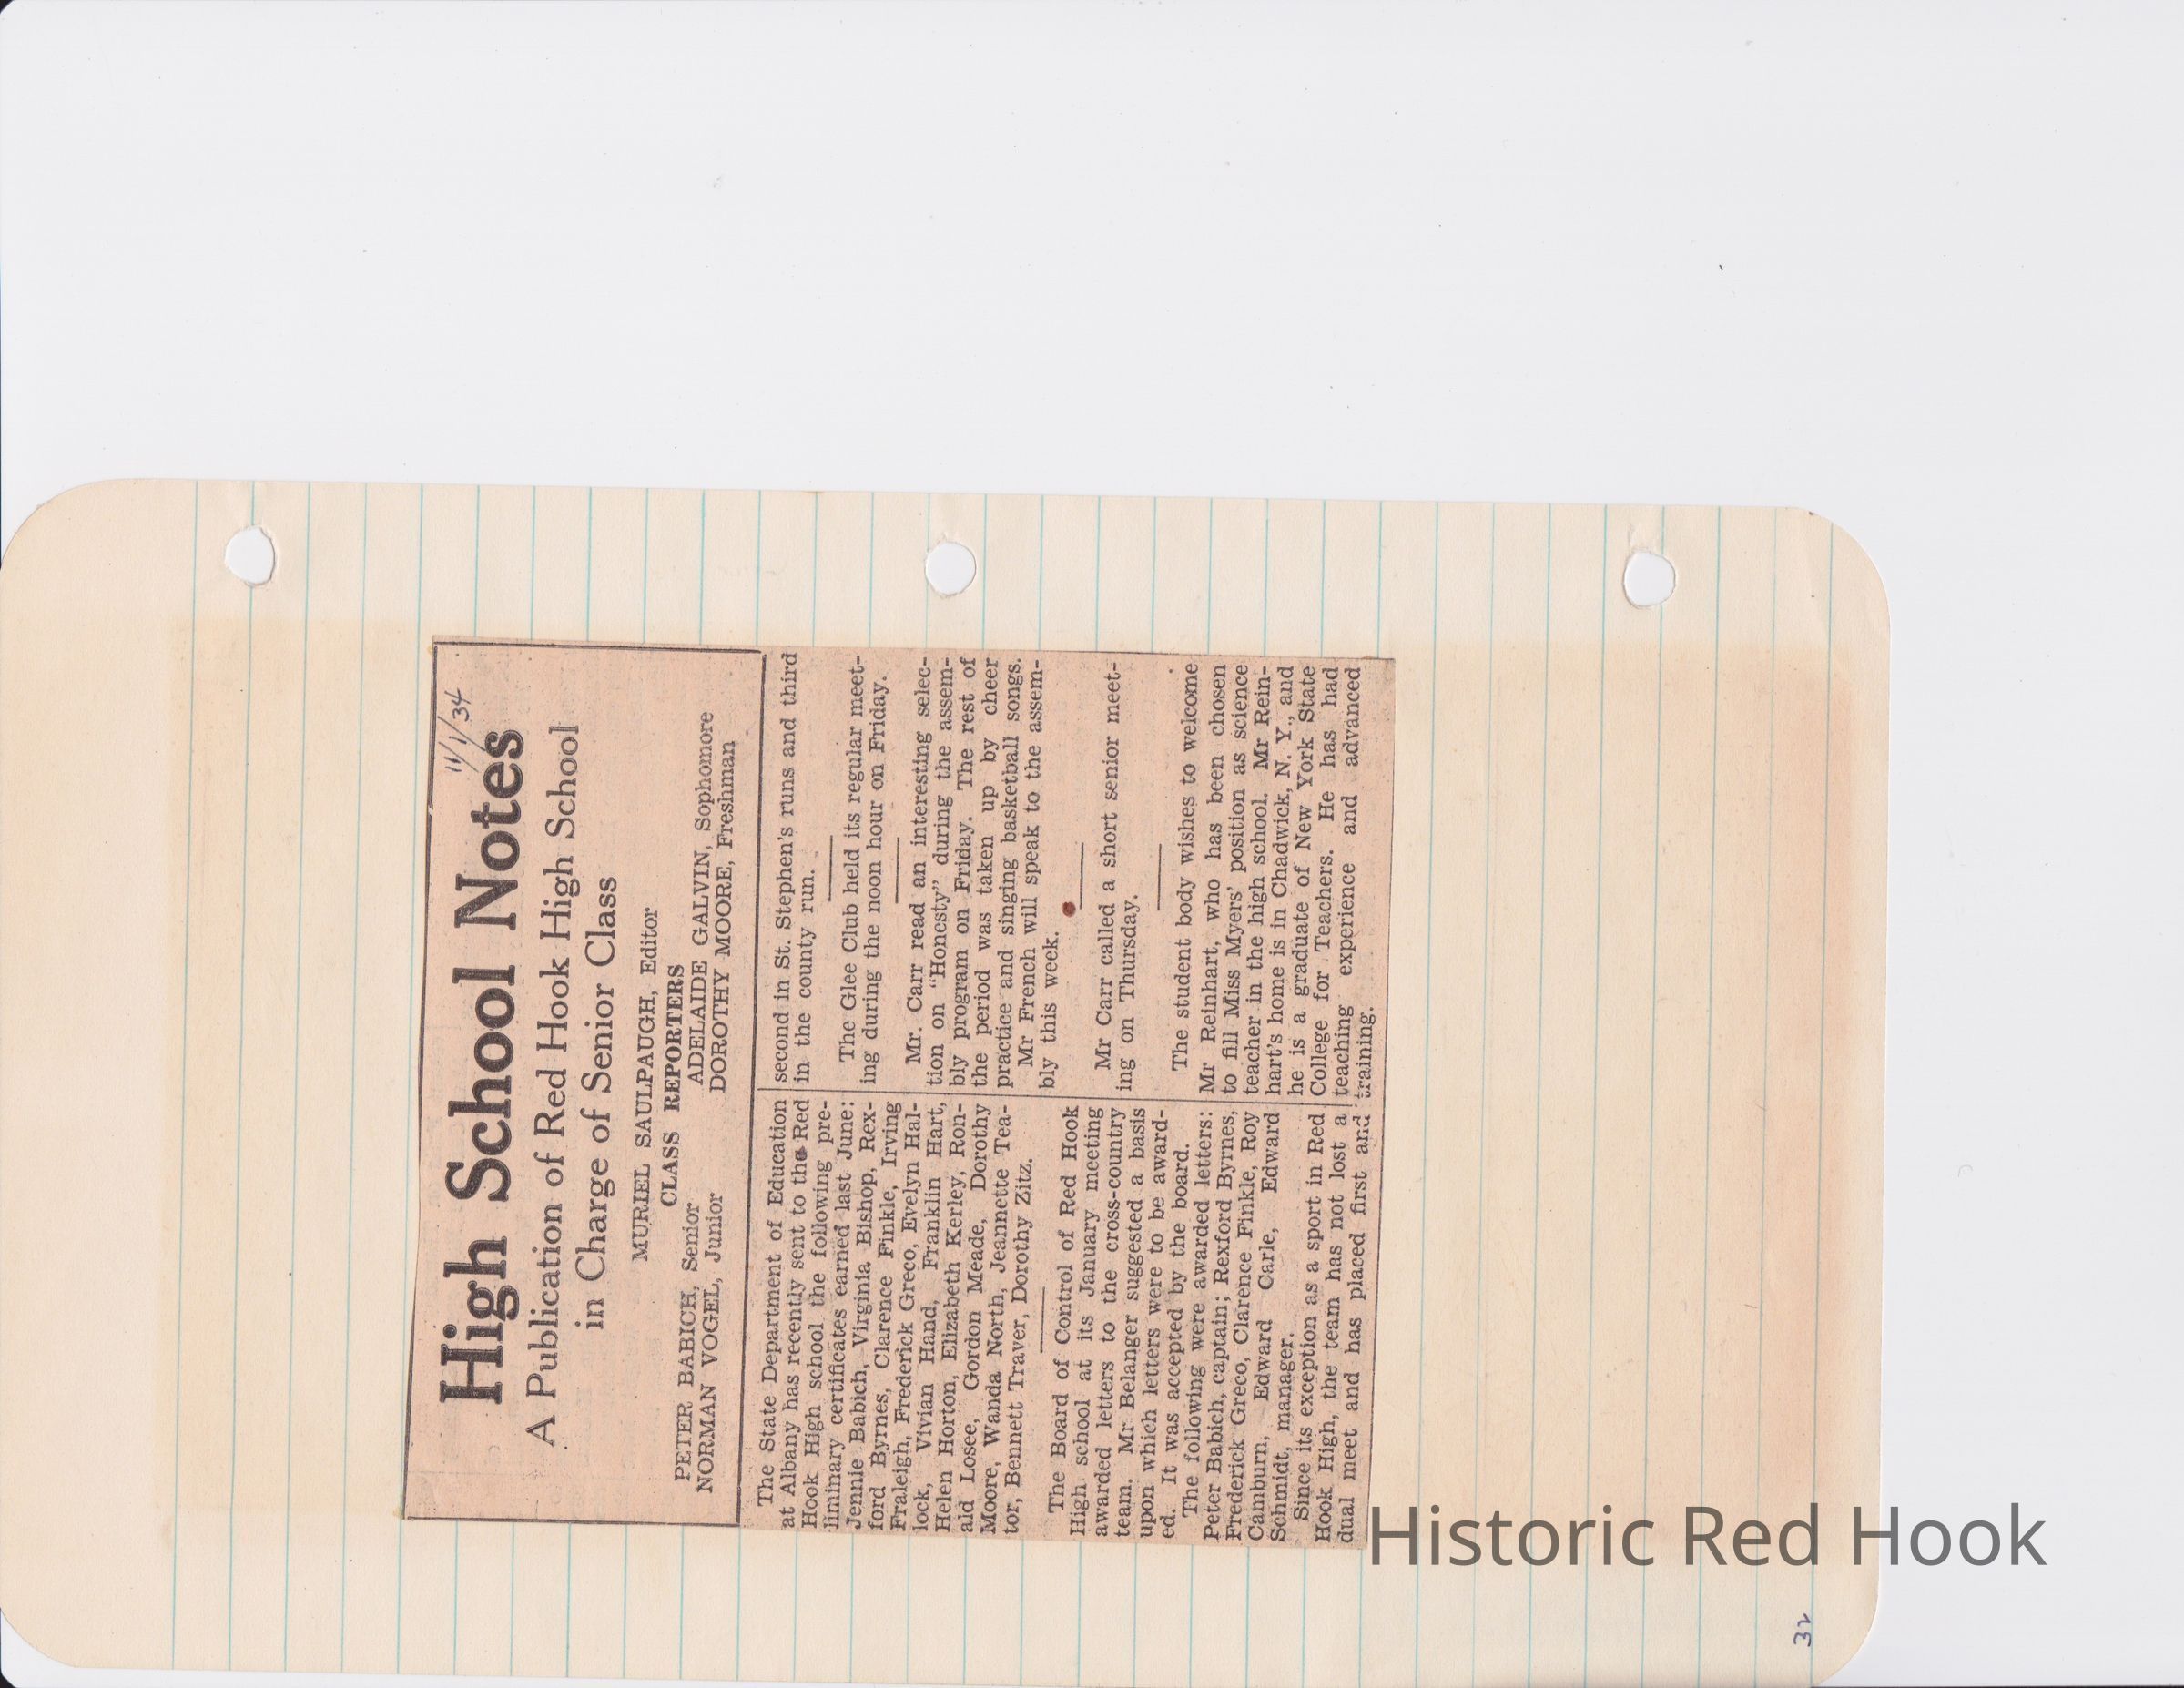 11/1/34
High School Notes
A Publication of Red Hook High School
in Charge of Senior Class
MURIEL SAULPAUGH, Editor
CLASS REPORTERS
PETER BABICH, Senior
NORMAN VOGEL, Junior
ADELAIDE GALVIN, Sophomore
DOROTHY MOORE, Freshman
The State Department of Education
at Albany has recently sent to the Red
Hook High school the following pre-
liminary certificates earned last June:
Jennie Babich, Virginia Bishop, Rex-
ford Byrnes, Clarence Finkle, Irving
Fraleigh, Frederick Greco, Evelyn Hal-
lock, Vivian Hand, Franklin Hart,
Helen Horton, Elizabeth Kerley, Ron-
ald Losee, Gordon Meade, Dorothy
Moore, Wanda North, Jeannette Tea-
tor, Bennett Traver, Dorothy Zitz.
The Board of Control of Red Hook
High school at its January meeting
awarded letters to the cross-country
team. Mr Belanger suggested a basis
upon which letters were to be award-
ed. It was accepted by the board.
The following were awarded letters:
Peter Babich, captain; Rexford Byrnes,
Frederick Greco, Clarence Finkle, Roy
Camburn, Edward Carle, Edward
Schmidt, manager.
Since its exception as a sport in Red
Hook High, the team has not lost a
dual meet and has placed first and
second in St. Stephen's runs and third
in the county run.
The Glee Club held its regular meet-
ing during the noon hour on Friday.
Mr. Carr read an interesting selec-
tion on "Honesty" during the assem-
bly program on Friday. The rest of
the period was taken up by cheer
practice and singing basketball songs.
Mr French will speak to the assem-
bly this week.
Mr Carr called a short senior meet-
ing on Thursday.
The student body wishes to welcome
Mr Reinhart, who has been chosen
to fill Miss Myers' position as science
teacher in the high school. Mr Rein-
hart's home is in Chadwick, N. Y., and
he is a graduate of New York State
College for Teachers. He has had
teaching experience and advanced
training.
Historic Red Hook
32